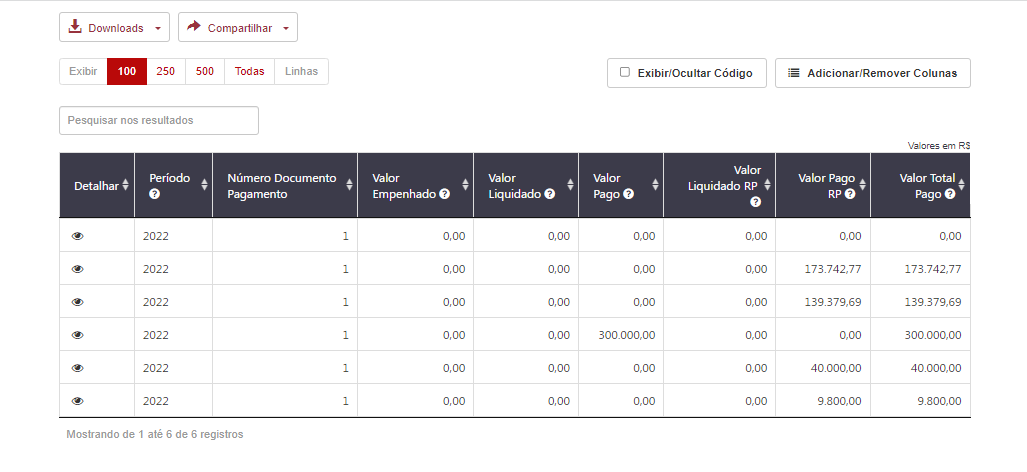 Downloads Compartilhar
Exibir 100 250 500 Todas Linhas Exibir/Ocultar Código Adicionar/Remover Colunas
Pesquisar nos resultados
Valores em R$
Detalhar Período Número Documento Pagamento Valor Empenhado Valor Liquidado Valor Pago Valor Liquidado RP Valor Pago RP Valor Total Pago
2022 1 0,00 0,00 0,00 0,00 0,00 0,00
2022 1 0,00 0,00 0,00 0,00 173.742,77 173.742,77
2022 1 0,00 0,00 0,00 0,00 139.379,69 139.379,69
2022 1 0,00 0,00 300.000,00 0,00 0,00 300.000,00
2022 1 0,00 0,00 0,00 0,00 40.000,00 40.000,00
2022 1 0,00 0,00 0,00 0,00 9.800,00 9.800,00
Mostrando de 1 até 6 de 6 registros